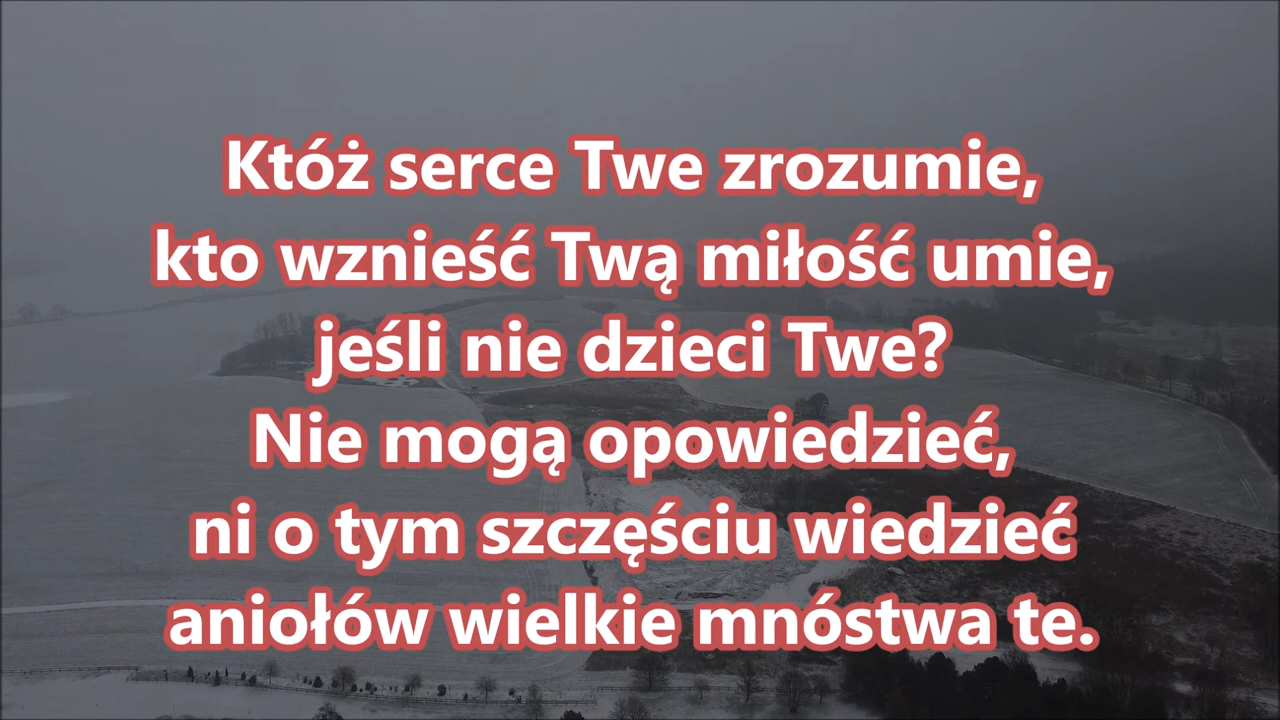 Któż serce Twe zrozumie,
kto wznieść Twą miłość umie,
jeśli nie dzieci Twe?
Nie mogą opowiedzieć,
ni o tym szczęściu wiedzieć
aniołów wielkie mnóstwa te.